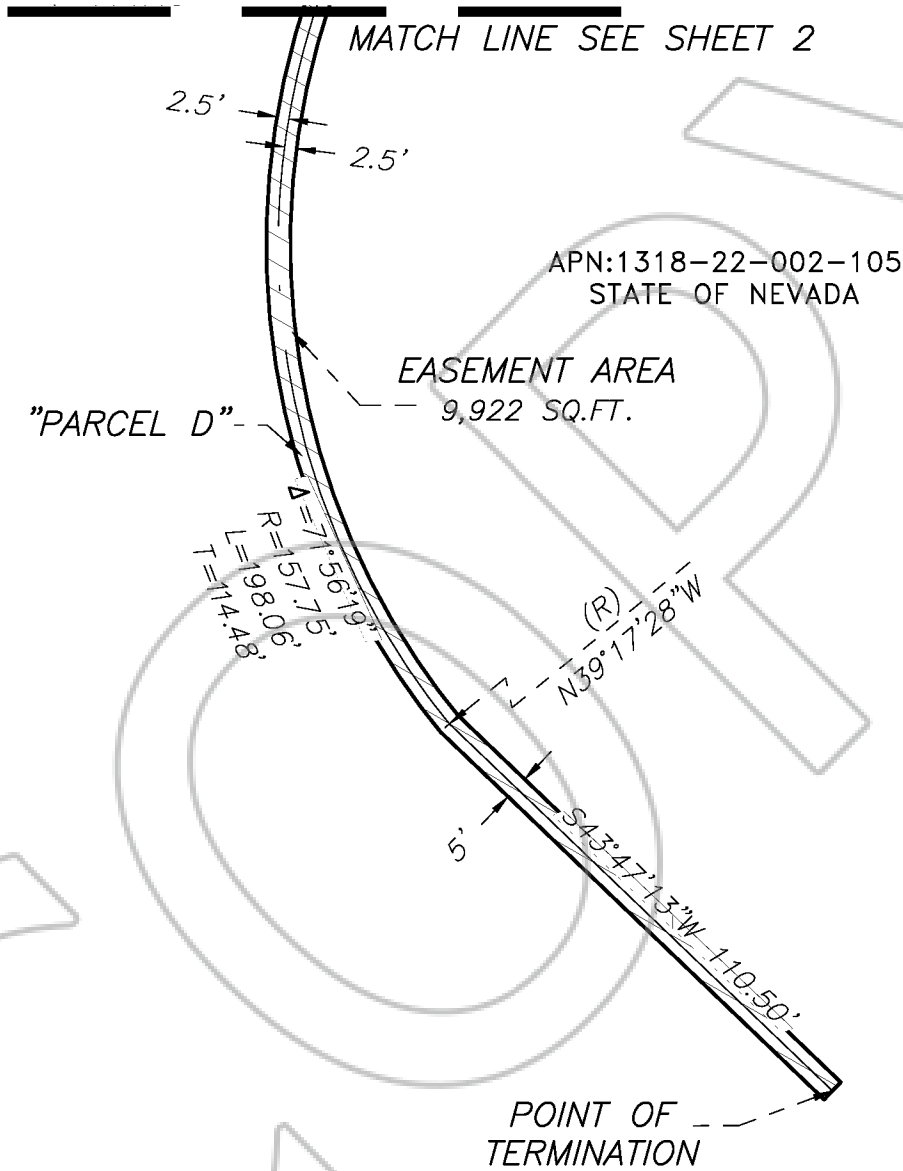 MATCH LINE SEE SHEET 2
2.5'
2.5'
APN:1318-22-002-105
STATE OF NEVADA
EASEMENT AREA
9,922 SQ.FT.
"PARCEL D"
Δ=71°56'19"
R=157.75'
L=198.06'
T=114.48'
(R)
N39°17'28"W
5'
S43°47'13"W 110.50'
POINT OF
TERMINATION